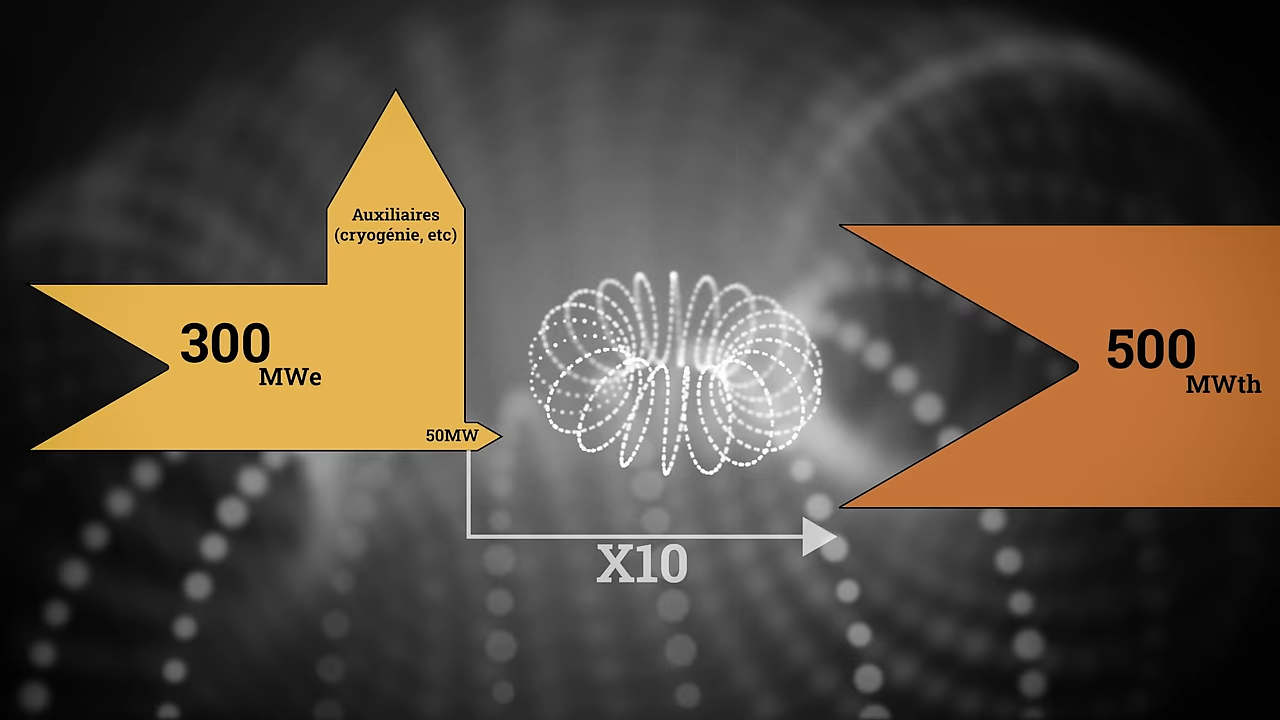 Auxiliaires
(cryogénie, etc)
300
MWe
50MW
X10
500
MWth